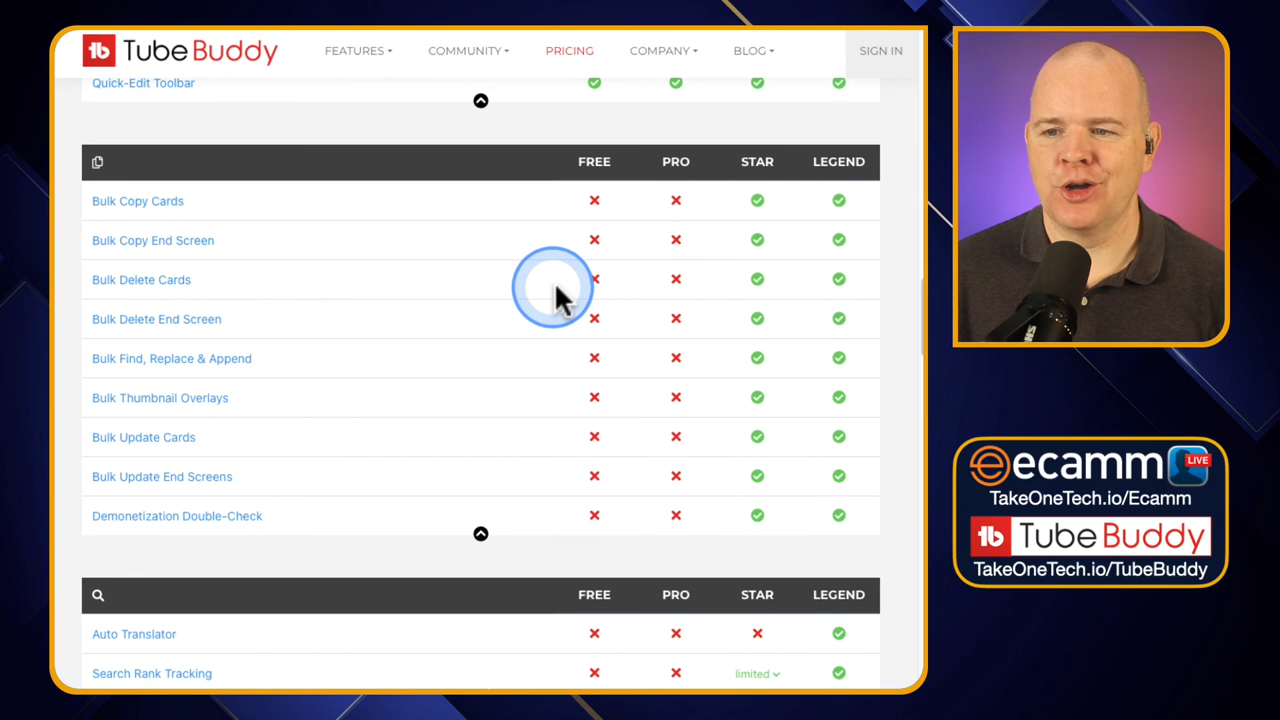 TubeBuddy
FEATURES COMMUNITY PRICING COMPANY BLOG SIGN IN
Quick-Edit Toolbar
FREE PRO STAR LEGEND
Bulk Copy Cards
Bulk Copy End Screen
Bulk Delete Cards
Bulk Delete End Screen
Bulk Find, Replace & Append
Bulk Thumbnail Overlays
Bulk Update Cards
Bulk Update End Screens
Demonetization Double-Check
FREE PRO STAR LEGEND
Auto Translator
Search Rank Tracking limited
ecamm LIVE
TakeOneTech.io/Ecamm
TubeBuddy
TakeOneTech.io/TubeBuddy